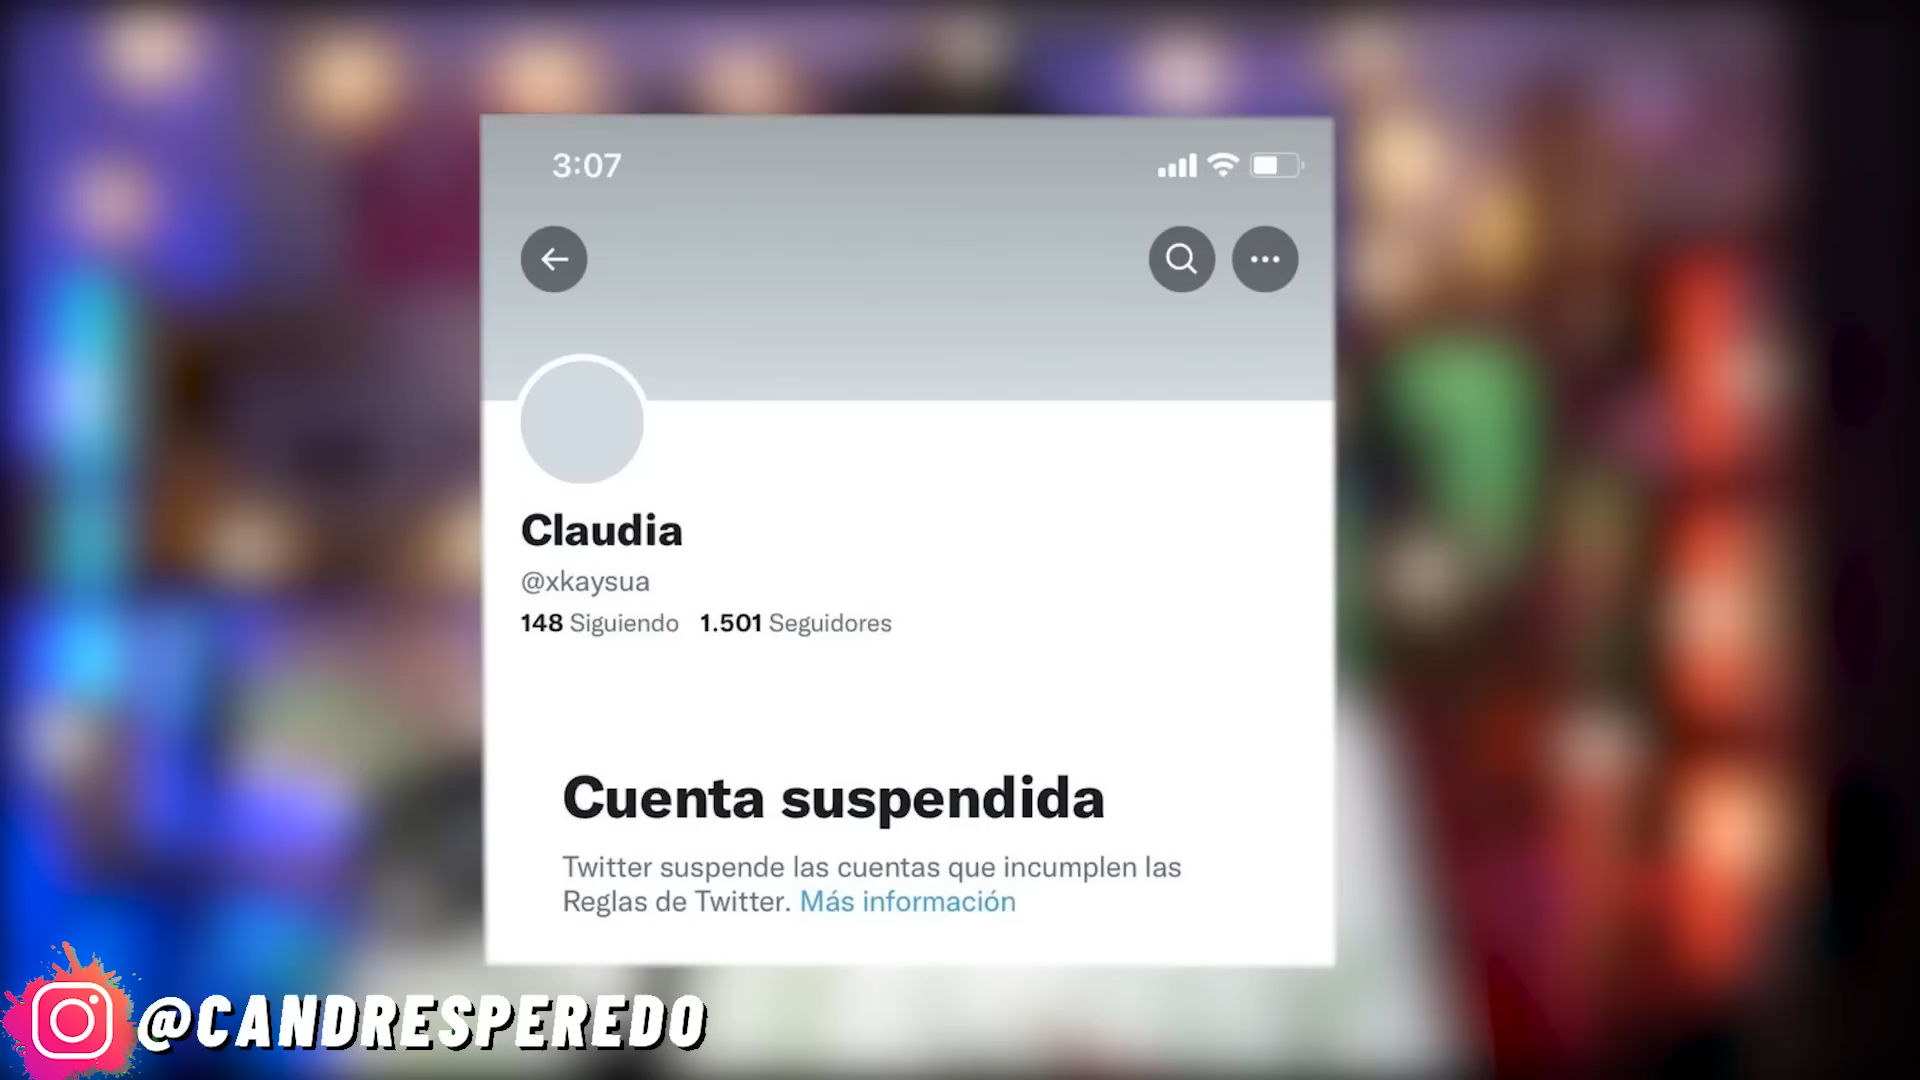 3:07
Claudia
@xkaysua
148 Siguiendo 1.501 Seguidores
Cuenta suspendida
Twitter suspende las cuentas que incumplen las
Reglas de Twitter. Más información
@CANDRESPEREDO